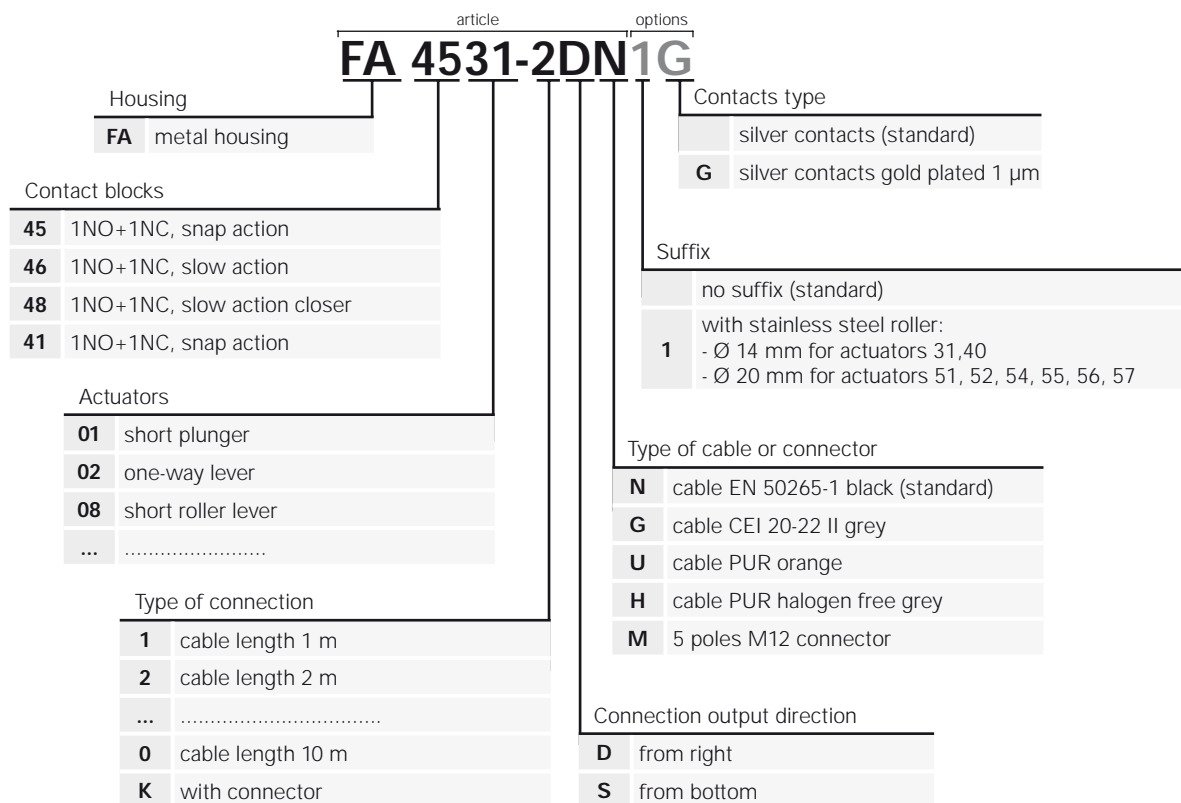 article options
FA 4531-2DN1G
Housing
FA metal housing
Contact blocks
45 1NO+1NC, snap action
46 1NO+1NC, slow action
48 1NO+1NC, slow action closer
41 1NO+1NC, snap action
Actuators
01 short plunger
02 one-way lever
08 short roller lever
... ........................
Type of connection
1 cable length 1 m
2 cable length 2 m
... ..................................
0 cable length 10 m
K with connector
Contacts type
silver contacts (standard)
G silver contacts gold plated 1 µm
Suffix
no suffix (standard)
1 with stainless steel roller:
- Ø 14 mm for actuators 31,40
- Ø 20 mm for actuators 51, 52, 54, 55, 56, 57
Type of cable or connector
N cable EN 50265-1 black (standard)
G cable CEI 20-22 II grey
U cable PUR orange
H cable PUR halogen free grey
M 5 poles M12 connector
Connection output direction
D from right
S from bottom